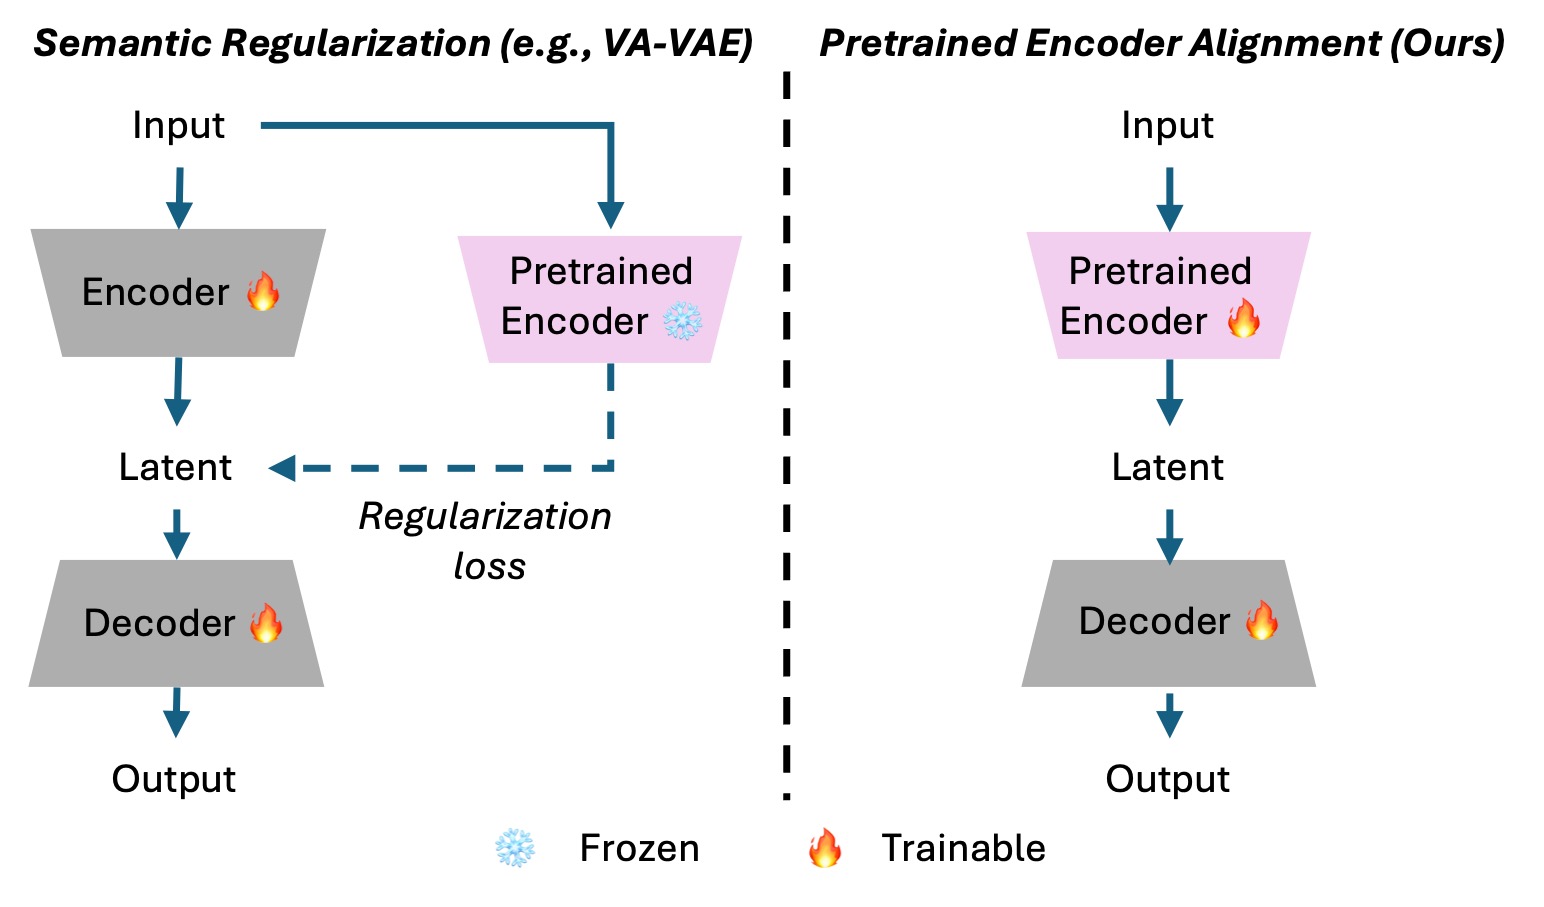 Semantic Regularization (e.g., VA-VAE)
Input
Encoder
Pretrained
Encoder
Latent
Regularization
loss
Decoder
Output
Pretrained Encoder Alignment (Ours)
Input
Pretrained
Encoder
Latent
Decoder
Output
Frozen
Trainable